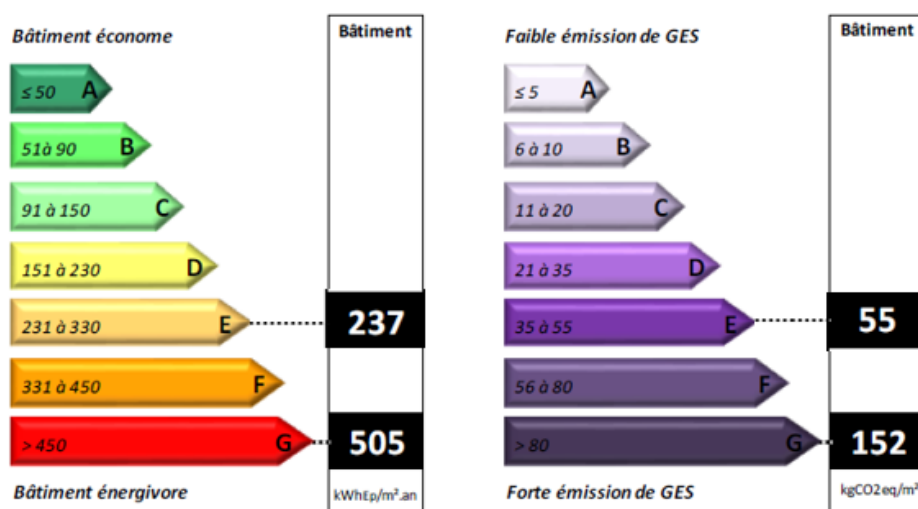 Bâtiment économe
Bâtiment
≤ 50 A
51à 90 B
91 à 150 C
151 à 230 D
231 à 330 E
237
331 à 450 F
> 450 G
505
Bâtiment énergivore
kWhEp/m².an
Faible émission de GES
Bâtiment
≤ 5 A
6 à 10 B
11 à 20 C
21 à 35 D
35 à 55 E
55
56 à 80 F
> 80 G
152
Forte émission de GES
kgCO2eq/m²